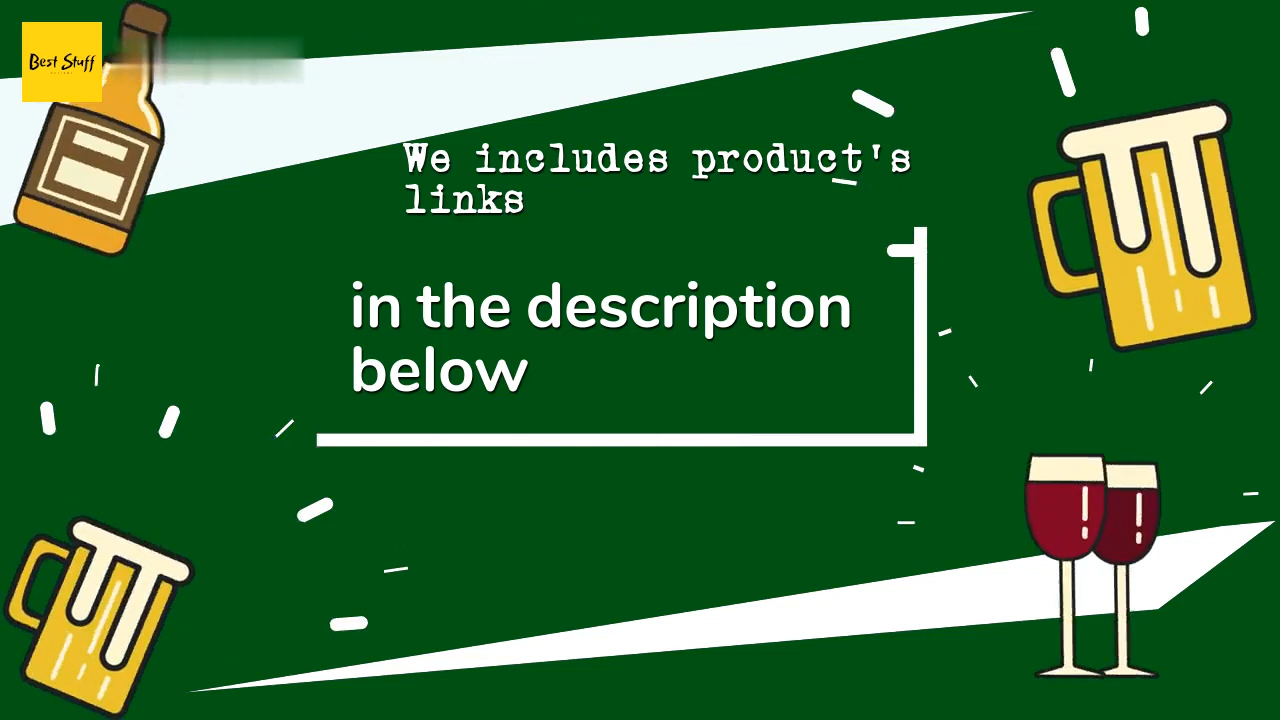 Best Stuff
We includes product's
links
in the description
below